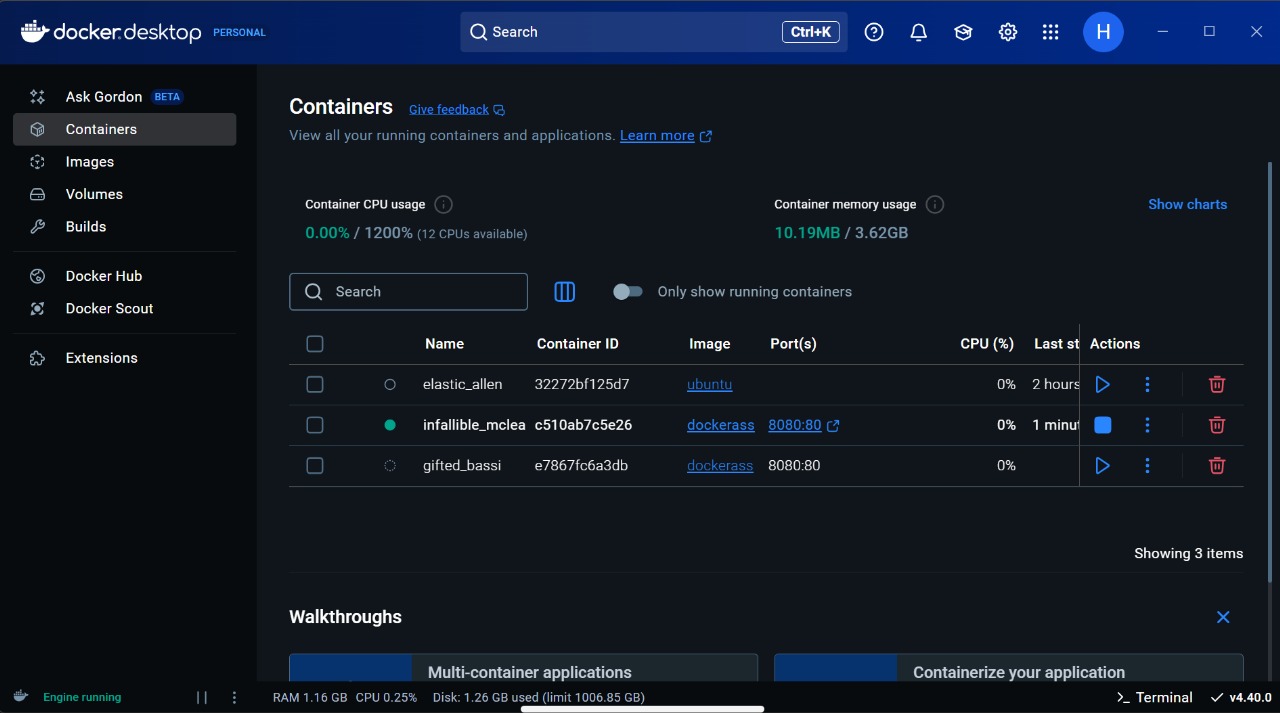 docker.desktop PERSONAL Search Ctrl+K H
Ask Gordon BETA
Containers
Images
Volumes
Builds
Docker Hub
Docker Scout
Extensions
Containers Give feedback
View all your running containers and applications. Learn more
Container CPU usage
0.00% / 1200% (12 CPUs available)
Container memory usage
10.19MB / 3.62GB
Show charts
Search Only show running containers
Name Container ID Image Port(s) CPU (%) Last st Actions
elastic_allen 32272bf125d7 ubuntu 0% 2 hours
infallible_mclea c510ab7c5e26 dockerass 8080:80 0% 1 minut
gifted_bassi e7867fc6a3db dockerass 8080:80 0%
Showing 3 items
Walkthroughs
Multi-container applications
Containerize your application
Engine running RAM 1.16 GB CPU 0.25% Disk: 1.26 GB used (limit 1006.85 GB) >_ Terminal v4.40.0